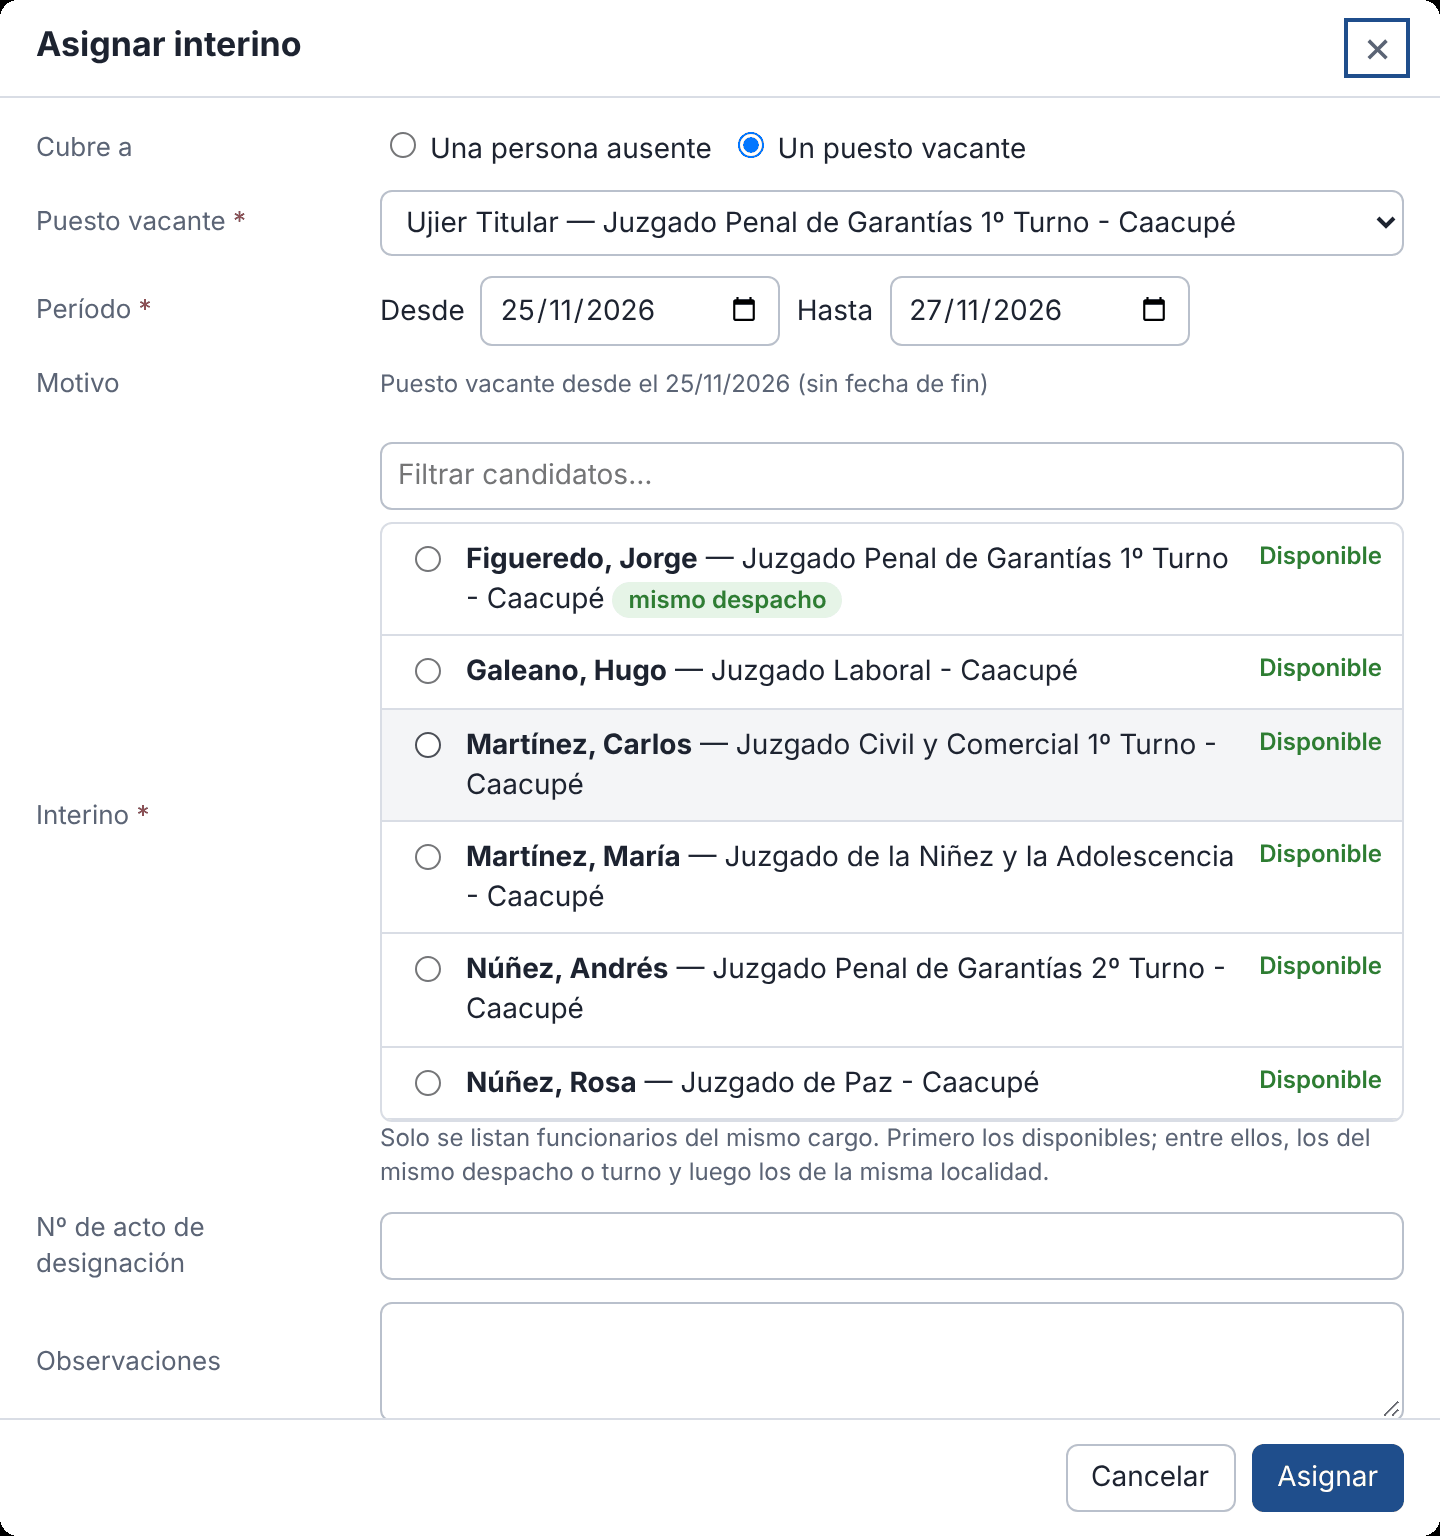 Asignar interino
Cubre a
Una persona ausente
Un puesto vacante
Puesto vacante *
Ujier Titular — Juzgado Penal de Garantías 1º Turno - Caacupé
Período *
Desde 25/11/2026 Hasta 27/11/2026
Motivo
Puesto vacante desde el 25/11/2026 (sin fecha de fin)
Interino *
Filtrar candidatos...
Figueredo, Jorge — Juzgado Penal de Garantías 1º Turno
- Caacupé mismo despacho
Disponible
Galeano, Hugo — Juzgado Laboral - Caacupé
Disponible
Martínez, Carlos — Juzgado Civil y Comercial 1º Turno -
Caacupé
Disponible
Martínez, María — Juzgado de la Niñez y la Adolescencia
- Caacupé
Disponible
Núñez, Andrés — Juzgado Penal de Garantías 2º Turno -
Caacupé
Disponible
Núñez, Rosa — Juzgado de Paz - Caacupé
Disponible
Solo se listan funcionarios del mismo cargo. Primero los disponibles; entre ellos, los del
mismo despacho o turno y luego los de la misma localidad.
Nº de acto de
designación
Observaciones
Cancelar
Asignar